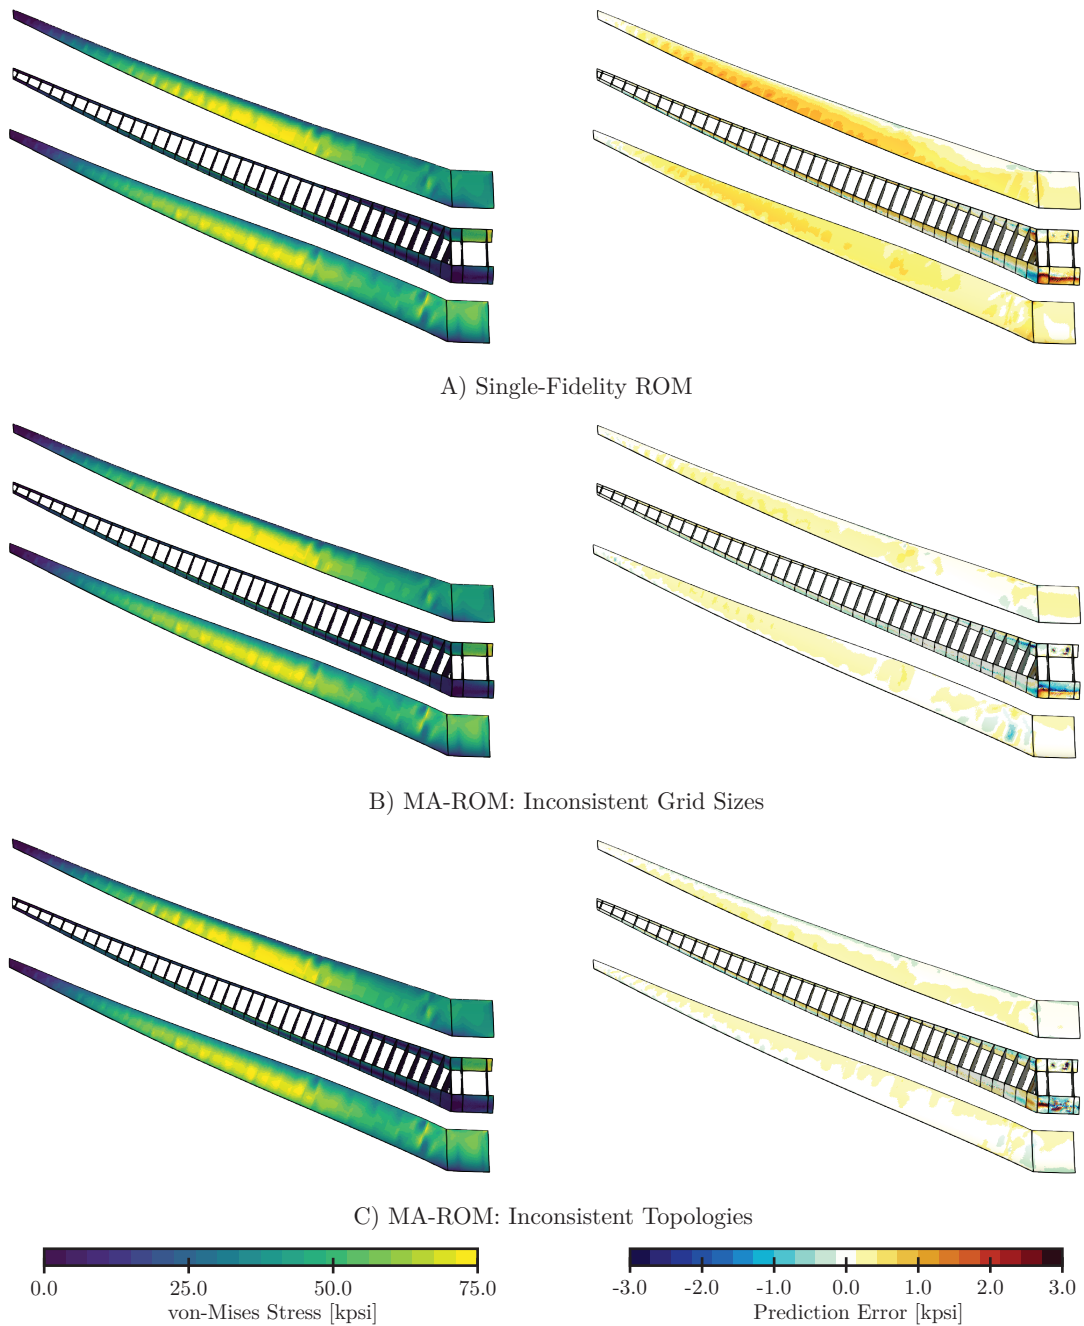 A) Single-Fidelity ROM
B) MA-ROM: Inconsistent Grid Sizes
C) MA-ROM: Inconsistent Topologies
0.0 25.0 50.0 75.0
von-Mises Stress [kpsi]
-3.0 -2.0 -1.0 0.0 1.0 2.0 3.0
Prediction Error [kpsi]